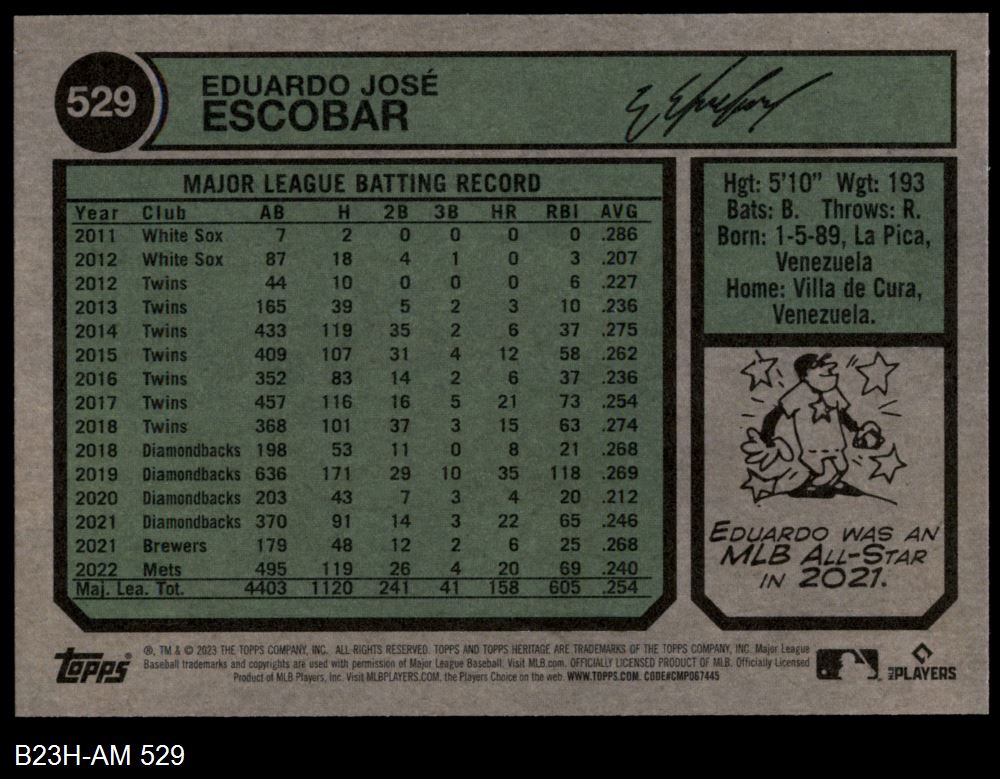 529
EDUARDO JOSÉ
ESCOBAR
E Escobar
MAJOR LEAGUE BATTING RECORD
Year Club AB H 2B 3B HR RBI AVG
2011 White Sox 7 2 0 0 0 0 .286
2012 White Sox 87 18 4 1 0 3 .207
2012 Twins 44 10 0 0 0 6 .227
2013 Twins 165 39 5 2 3 10 .236
2014 Twins 433 119 35 2 6 37 .275
2015 Twins 409 107 31 4 12 58 .262
2016 Twins 352 83 14 2 6 37 .236
2017 Twins 457 116 16 5 21 73 .254
2018 Twins 368 101 37 3 15 63 .274
2018 Diamondbacks 198 53 11 0 8 21 .268
2019 Diamondbacks 636 171 29 10 35 118 .269
2020 Diamondbacks 203 43 7 3 4 20 .212
2021 Diamondbacks 370 91 14 3 22 65 .246
2021 Brewers 179 48 12 2 6 25 .268
2022 Mets 495 119 26 4 20 69 .240
Maj. Lea. Tot. 4403 1120 241 41 158 605 .254
Hgt: 5'10" Wgt: 193
Bats: B. Throws: R.
Born: 1-5-89, La Pica,
Venezuela
Home: Villa de Cura,
Venezuela.
EDUARDO WAS AN
MLB ALL-STAR
IN 2021.
Topps®
®, TM & © 2023 THE TOPPS COMPANY, INC. ALL RIGHTS RESERVED. TOPPS AND TOPPS HERITAGE ARE TRADEMARKS OF THE TOPPS COMPANY, INC. Major League
Baseball trademarks and copyrights are used with permission of Major League Baseball. Visit MLB.com. OFFICIALLY LICENSED PRODUCT OF MLB. Officially Licensed
Product of MLB Players, Inc. Visit MLBPLAYERS.COM, the Players Choice on the web. WWW.TOPPS.COM. CODE#CMP067445
MLB PLAYERS
B23H-AM 529